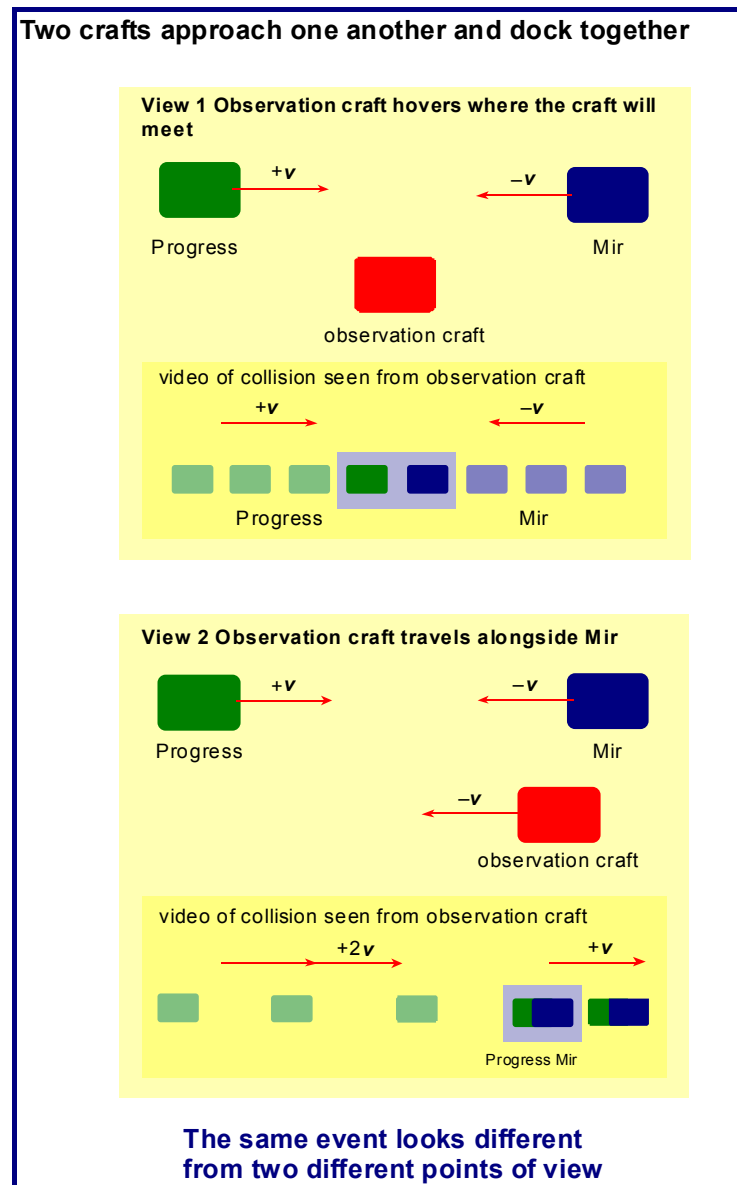 Two crafts approach one another and dock together
View 1 Observation craft hovers where the craft will
meet
+v
–v
Progress
Mir
observation craft
video of collision seen from observation craft
+v
–v
Progress
Mir
View 2 Observation craft travels alongside Mir
+v
–v
Progress
Mir
–v
observation craft
video of collision seen from observation craft
+2v
+v
Progress Mir
The same event looks different
from two different points of view